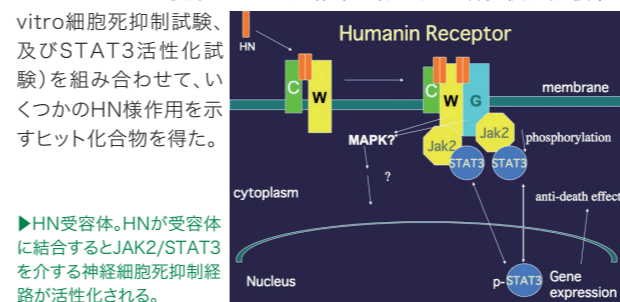 vitro細胞死抑制試験、
及びSTAT3活性化試
験）を組み合わせて、い
くつかのHN様作用を示
すヒット化合物を得た。
▶HN受容体。HNが受容体
に結合するとJAK2/STAT3
を介する神経細胞死抑制経
路が活性化される。
HN
Humanin Receptor
C
W
C
W
G
membrane
MAPK?
Jak2
Jak2
phosphorylation
STAT3
STAT3
?
cytoplasm
anti-death effect
Nucleus
p-STAT3
Gene
expression